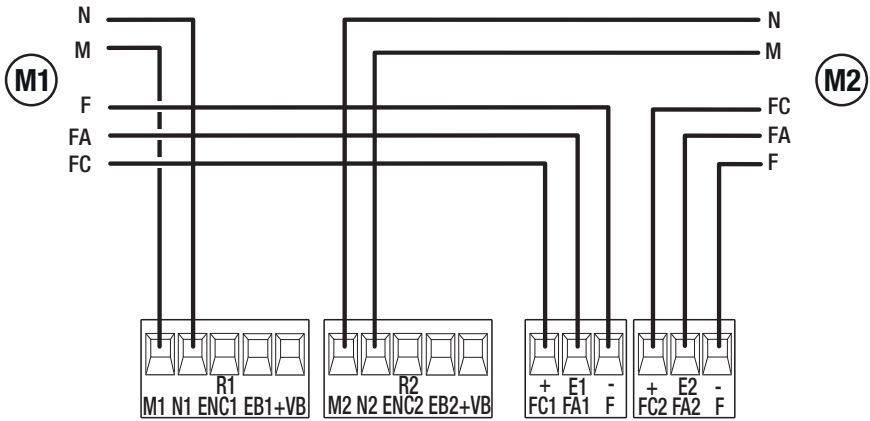 N
M
M1
F
FA
FC
N
M
M2
FC
FA
F
R1
M1 N1 ENC1 EB1+VB
R2
M2 N2 ENC2 EB2+VB
+ E1 -
FC1 FA1 F
+ E2 -
FC2 FA2 F